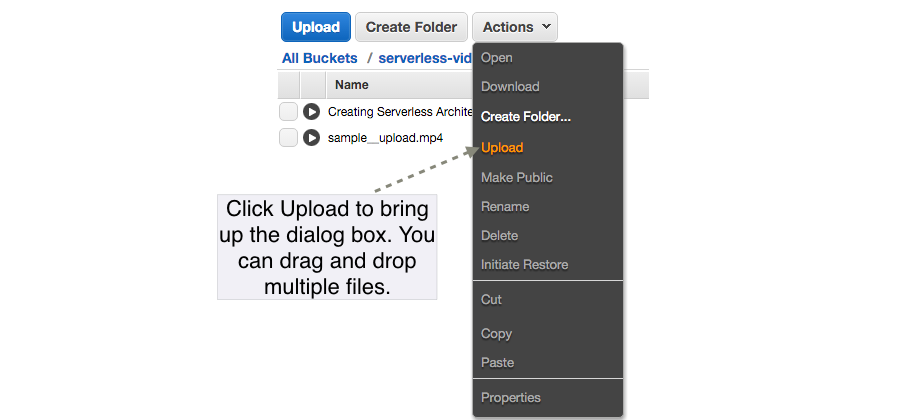 Upload Create Folder Actions
All Buckets / serverless-vid
Name
Creating Serverless Archite
sample__upload.mp4
Open
Download
Create Folder...
Upload
Make Public
Rename
Delete
Initiate Restore
Cut
Copy
Paste
Properties
Click Upload to bring
up the dialog box. You
can drag and drop
multiple files.